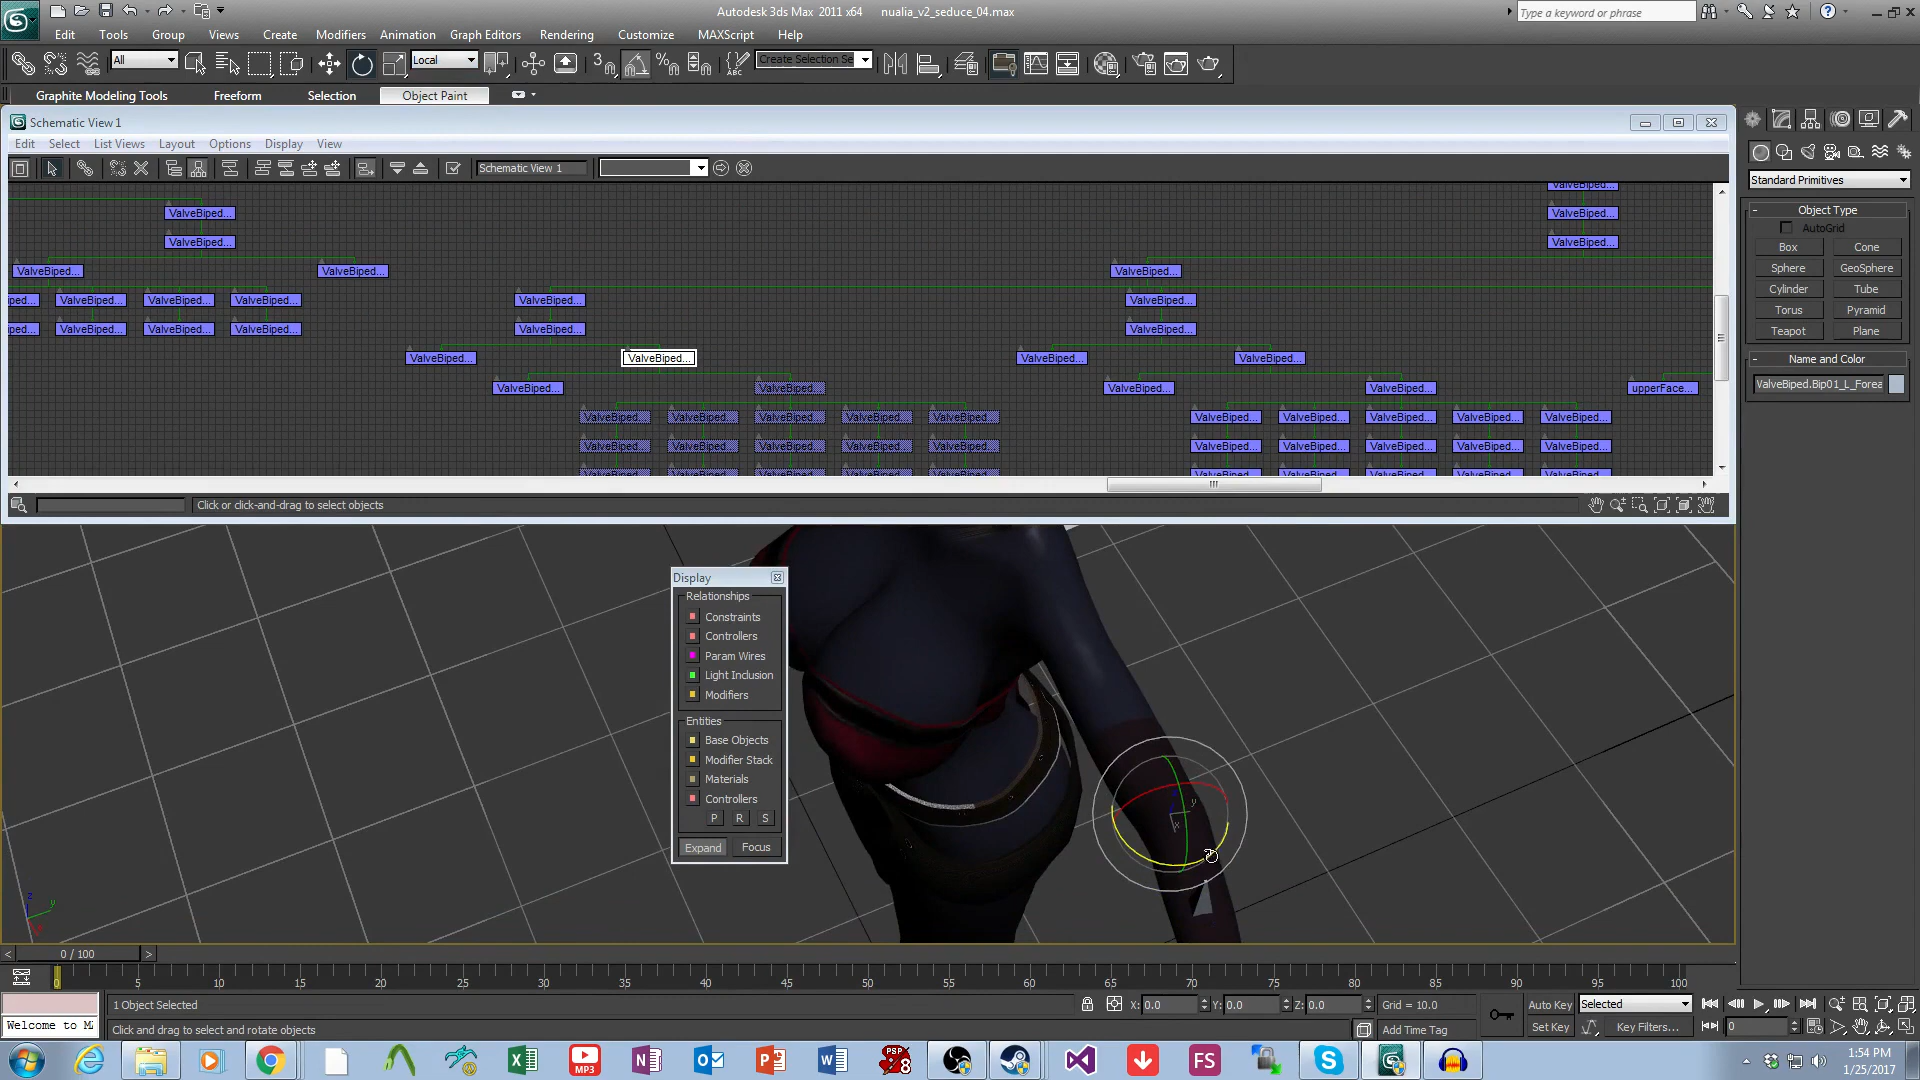 Autodesk 3ds Max 2011 x64 nualia_v2_seduce_04.max
Type a keyword or phrase
Edit Tools Group Views Create Modifiers Animation Graph Editors Rendering Customize MAXScript Help
All Local Create Selection Se
Graphite Modeling Tools Freeform Selection Object Paint
Schematic View 1
Edit Select List Views Layout Options Display View
Schematic View 1
ValveBiped...
ValveBiped... ValveBiped...
ValveBiped... ValveBiped...
ValveBiped... ValveBiped... ValveBiped...
ValveBiped... ValveBiped... ValveBiped... ValveBiped... ValveBiped...
ValveBiped... ValveBiped... ValveBiped... ValveBiped... ValveBiped...
ValveBiped... ValveBiped... ValveBiped... ValveBiped...
ValveBiped... ValveBiped... ValveBiped... ValveBiped... upperFace...
ValveBiped... ValveBiped... ValveBiped... ValveBiped... ValveBiped... ValveBiped... ValveBiped... ValveBiped... ValveBiped... ValveBiped...
ValveBiped... ValveBiped... ValveBiped... ValveBiped... ValveBiped... ValveBiped... ValveBiped... ValveBiped... ValveBiped... ValveBiped...
Click or click-and-drag to select objects
Display
Relationships
Constraints
Controllers
Param Wires
Light Inclusion
Modifiers
Entities
Base Objects
Modifier Stack
Materials
Controllers
P R S
Expand Focus
Standard Primitives
- Object Type
AutoGrid
Box Cone
Sphere GeoSphere
Cylinder Tube
Torus Pyramid
Teapot Plane
- Name and Color
ValveBiped.Bip01_L_Forea
z y
y
x
< 0 / 100 >
0 5 10 15 20 25 30 35 40 45 50 55 60 65 70 75 80 85 90 95 100
1 Object Selected X: 0.0 Y: 0.0 Z: 0.0 Grid = 10.0 Auto Key Selected
Welcome to MA Click and drag to select and rotate objects Add Time Tag Set Key Key Filters... 0
MP3 PSP 8 FS
1:54 PM
1/25/2017